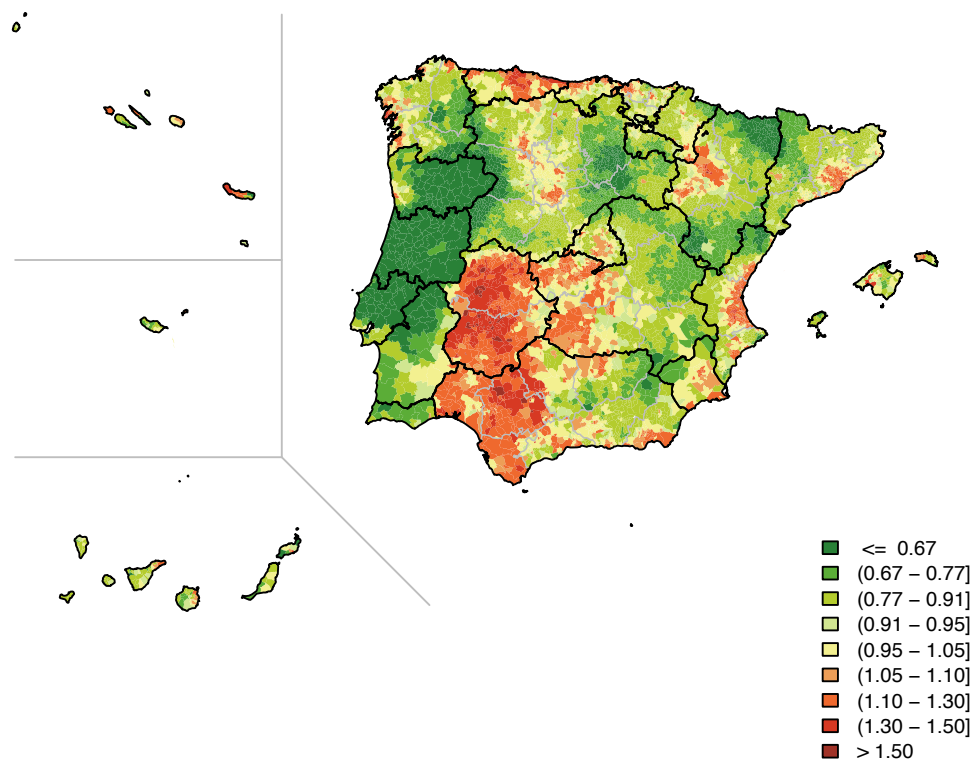 <= 0.67
(0.67 − 0.77]
(0.77 − 0.91]
(0.91 − 0.95]
(0.95 − 1.05]
(1.05 − 1.10]
(1.10 − 1.30]
(1.30 − 1.50]
> 1.50